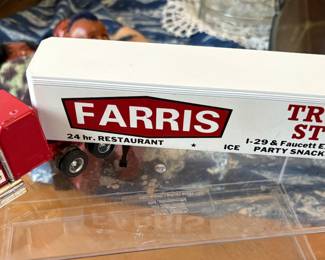 FARRIS
TR
ST
24 hr. RESTAURANT * ICE
I-29 & Faucett E
PARTY SNACK